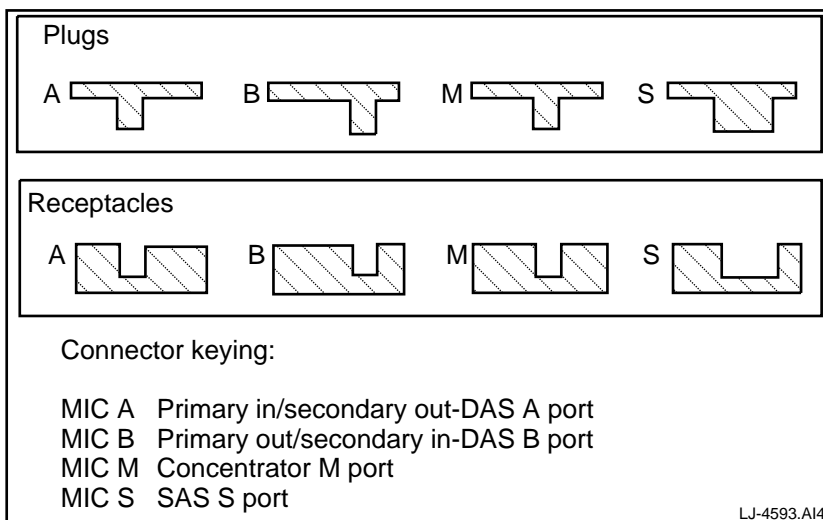 Plugs
A B M S
Receptacles
A B M S
Connector keying:
MIC A Primary in/secondary out-DAS A port
MIC B Primary out/secondary in-DAS B port
MIC M Concentrator M port
MIC S SAS S port
LJ-4593.AI4